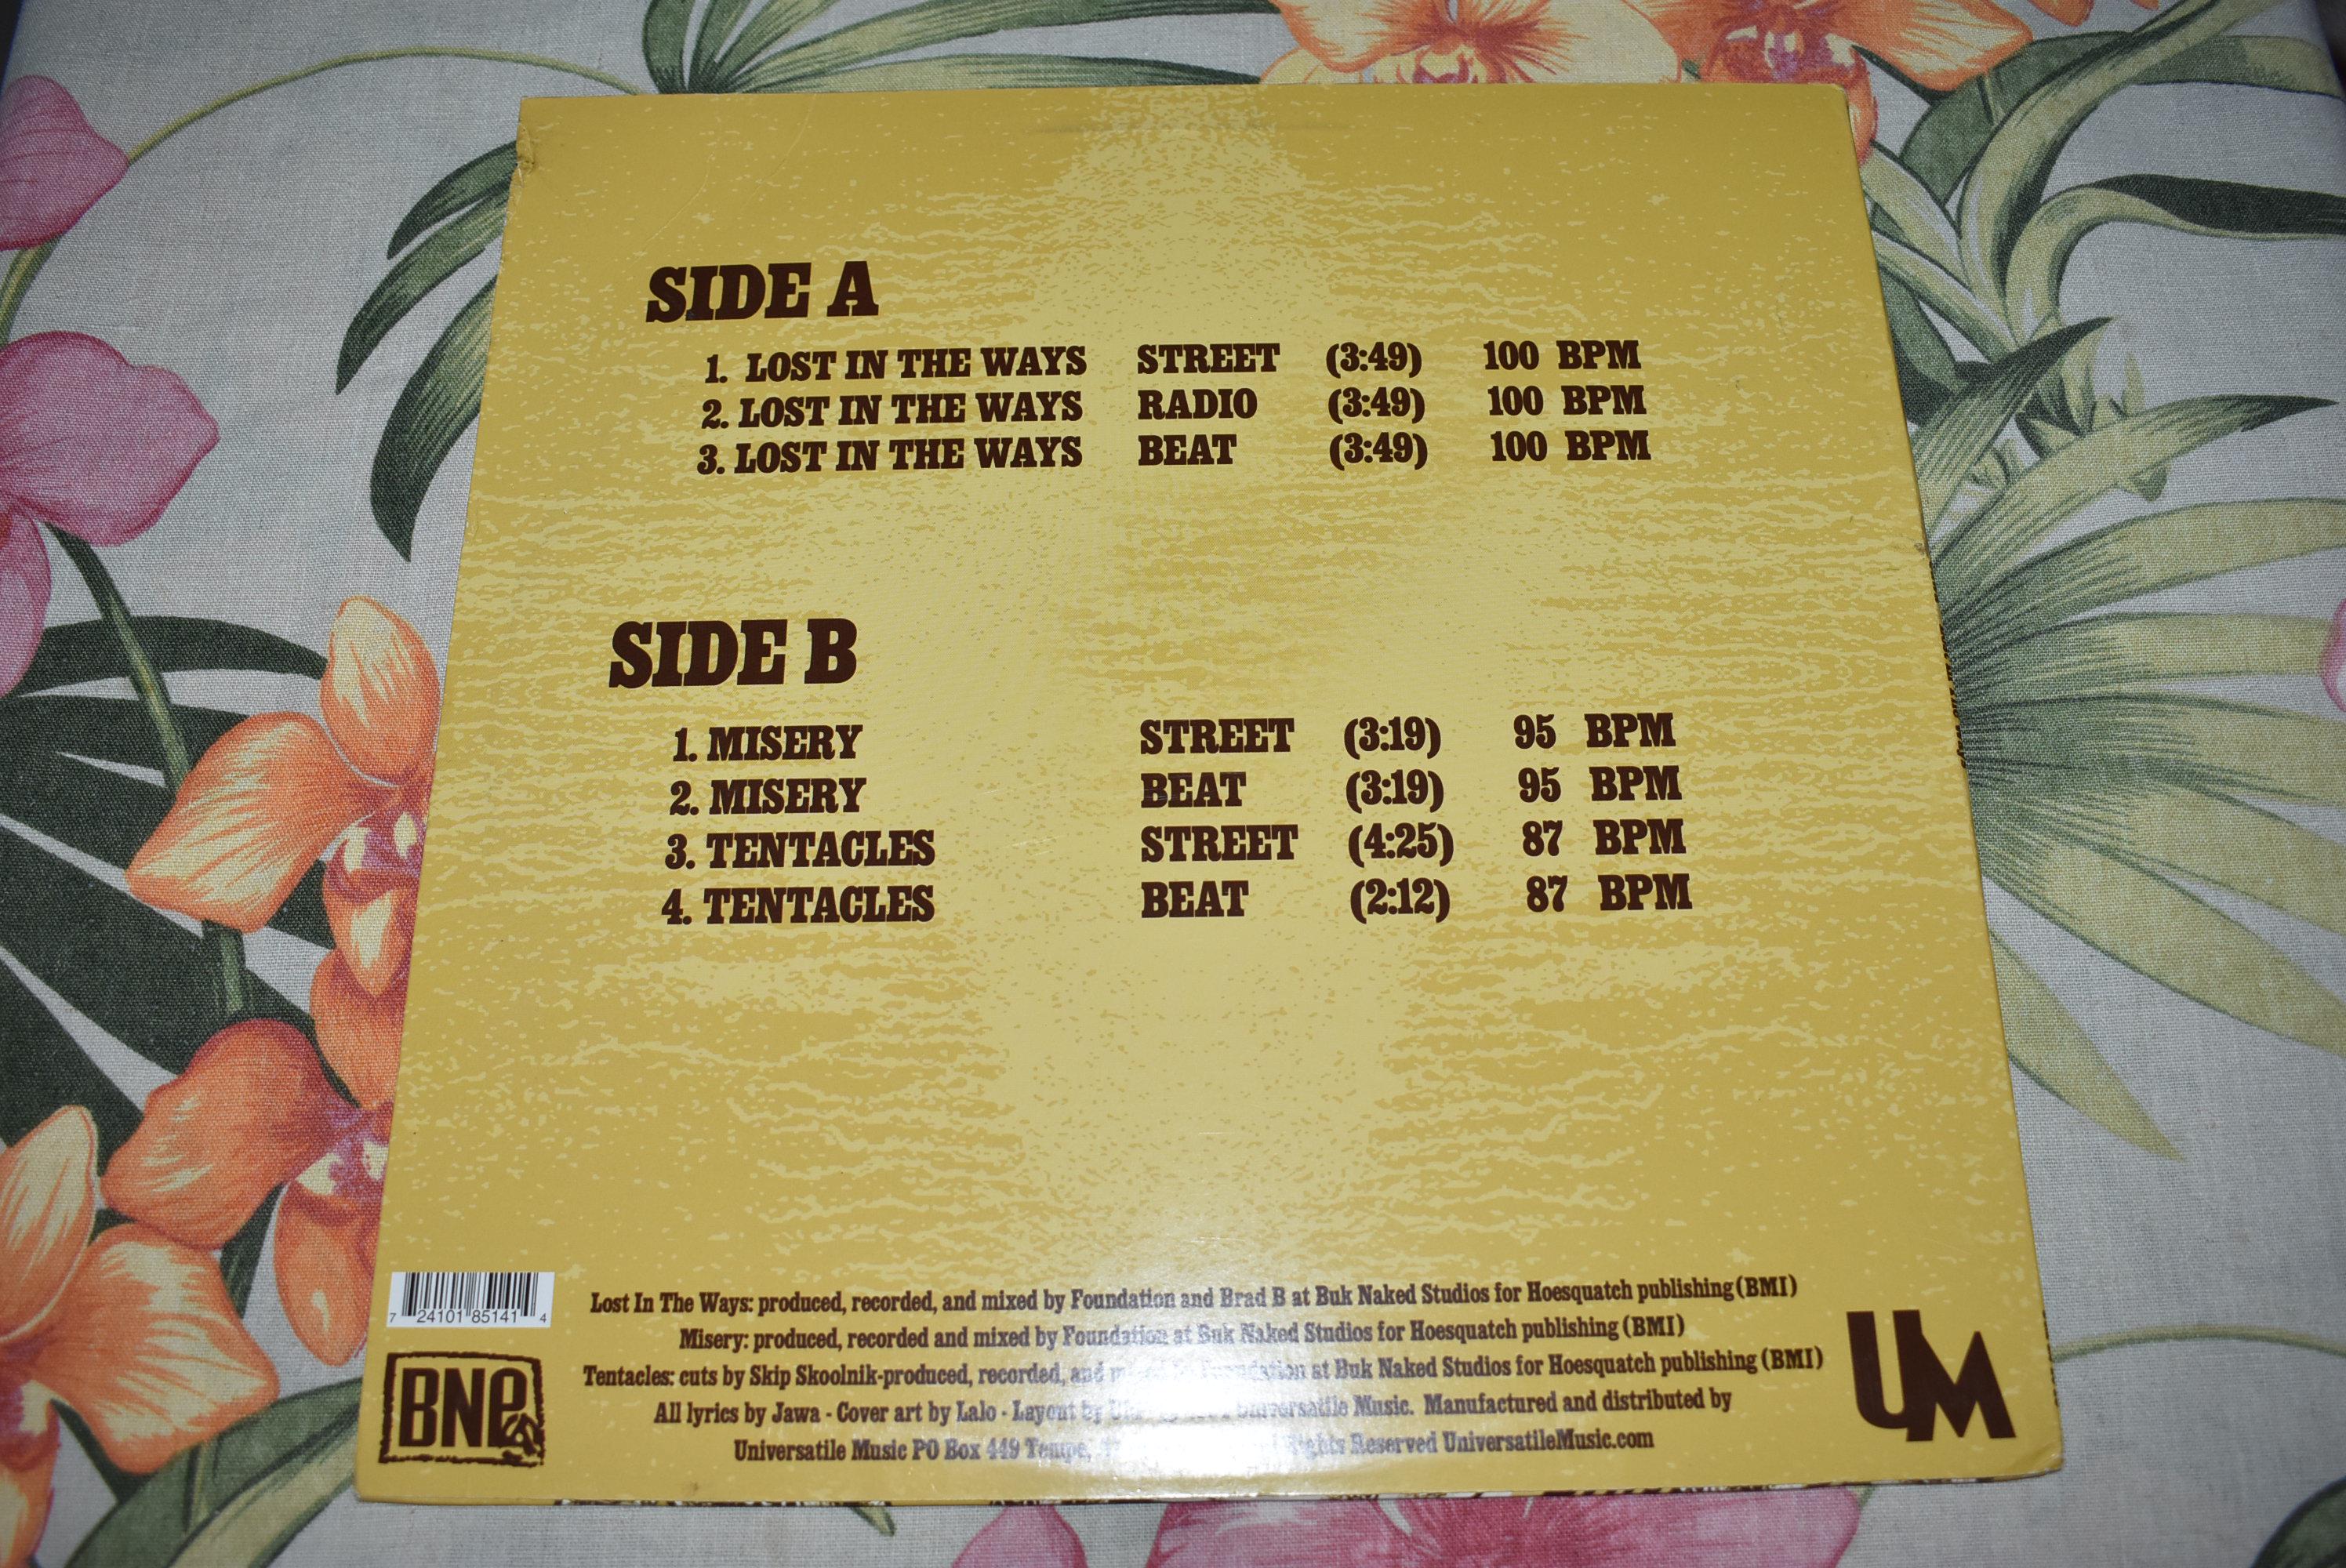 SIDE A
1. LOST IN THE WAYS STREET (3:49) 100 BPM
2. LOST IN THE WAYS RADIO (3:49) 100 BPM
3. LOST IN THE WAYS BEAT (3:49) 100 BPM
SIDE B
1. MISERY STREET (3:19) 95 BPM
2. MISERY BEAT (3:19) 95 BPM
3. TENTACLES STREET (4:25) 87 BPM
4. TENTACLES BEAT (2:12) 87 BPM
7 24101 85141 4
Lost In The Ways: produced, recorded, and mixed by Foundation and Brad B at Buk Naked Studios for Hoesquatch publishing (BMI)
Misery: produced, recorded and mixed by Foundation at Buk Naked Studios for Hoesquatch publishing (BMI)
Tentacles: cuts by Skip Skoolnik-produced, recorded, and Foundation at Buk Naked Studios for Hoesquatch publishing (BMI)
All lyrics by Jawa - Cover art by Lalo - Layout by Universatile Music. Manufactured and distributed by
Universatile Music PO Box 449 Tempe, Rights Reserved UniversatileMusic.com
BNE
UM